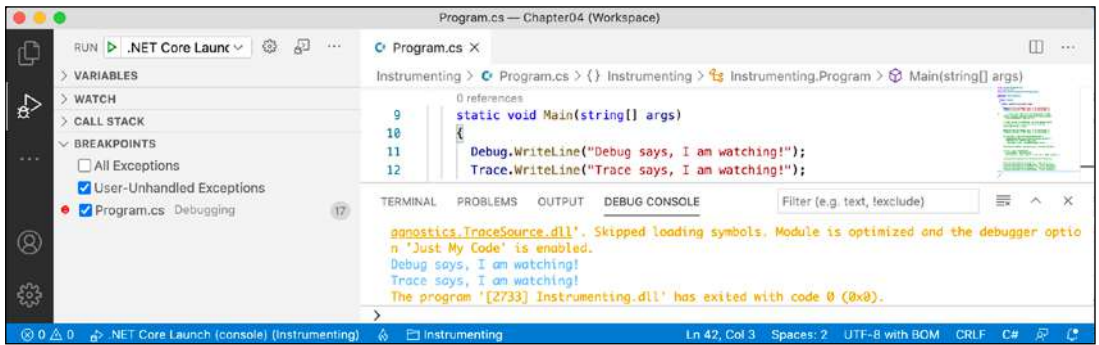 Program.cs — Chapter04 (Workspace)
RUN .NET Core Launc
VARIABLES
WATCH
CALL STACK
BREAKPOINTS
All Exceptions
User-Unhandled Exceptions
Program.cs Debugging 17
Program.cs
Instrumenting > Program.cs > {} Instrumenting > Instrumenting.Program > Main(string[] args)
0 references
9 static void Main(string[] args)
10 {
11 Debug.WriteLine("Debug says, I am watching!");
12 Trace.WriteLine("Trace says, I am watching!");
TERMINAL PROBLEMS OUTPUT DEBUG CONSOLE Filter (e.g. text, !exclude)
agnostics.TraceSource.dll'. Skipped loading symbols. Module is optimized and the debugger optio
n 'Just My Code' is enabled.
Debug says, I am watching!
Trace says, I am watching!
The program '[2733] Instrumenting.dll' has exited with code 0 (0x0).
>
0 0 .NET Core Launch (console) (Instrumenting) Instrumenting Ln 42, Col 3 Spaces: 2 UTF-8 with BOM CRLF C#